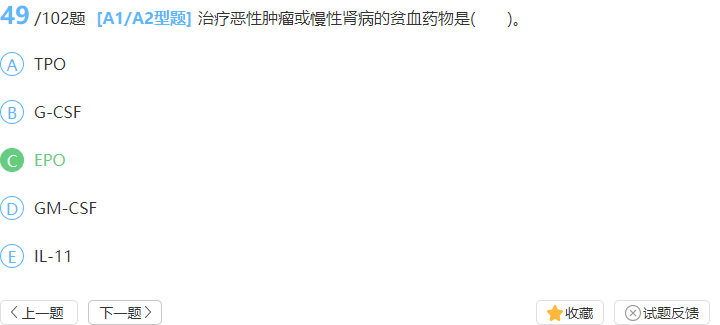 49 /102题 [A1/A2型题] 治疗恶性肿瘤或慢性肾病的贫血药物是(　　)。
A TPO
B G-CSF
C EPO
D GM-CSF
E IL-11
上一题 下一题 收藏 试题反馈